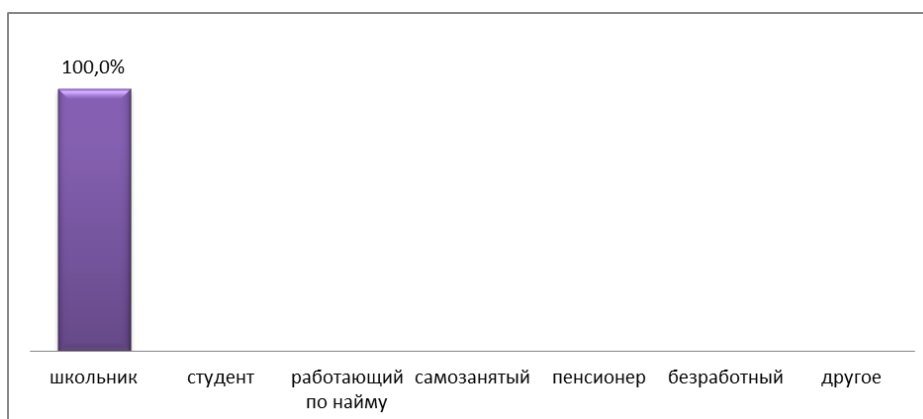 100,0%
школьник студент работающий самозанятый пенсионер безработный другое
по найму